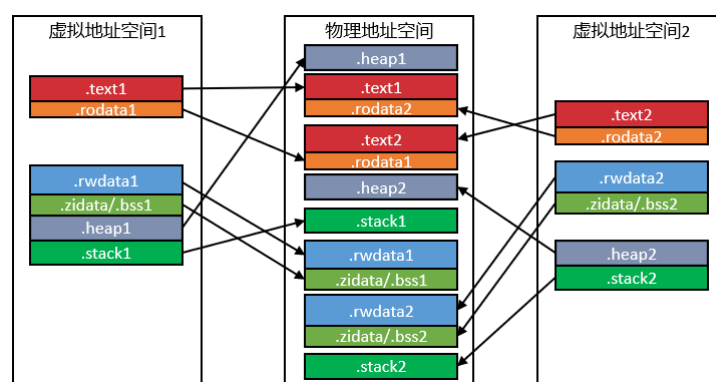 虚拟地址空间1
.text1
.rodata1
.rwdata1
.zidata/.bss1
.heap1
.stack1
物理地址空间
.heap1
.text1
.rodata2
.text2
.rodata1
.heap2
.stack1
.rwdata1
.zidata/.bss1
.rwdata2
.zidata/.bss2
.stack2
虚拟地址空间2
.text2
.rodata2
.rwdata2
.zidata/.bss2
.heap2
.stack2